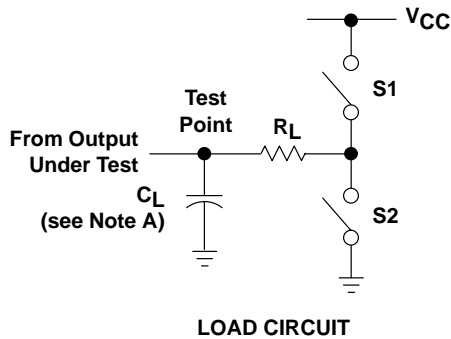 VCC
S1
Test
Point
RL
From Output
Under Test
CL
(see Note A)
S2
LOAD CIRCUIT